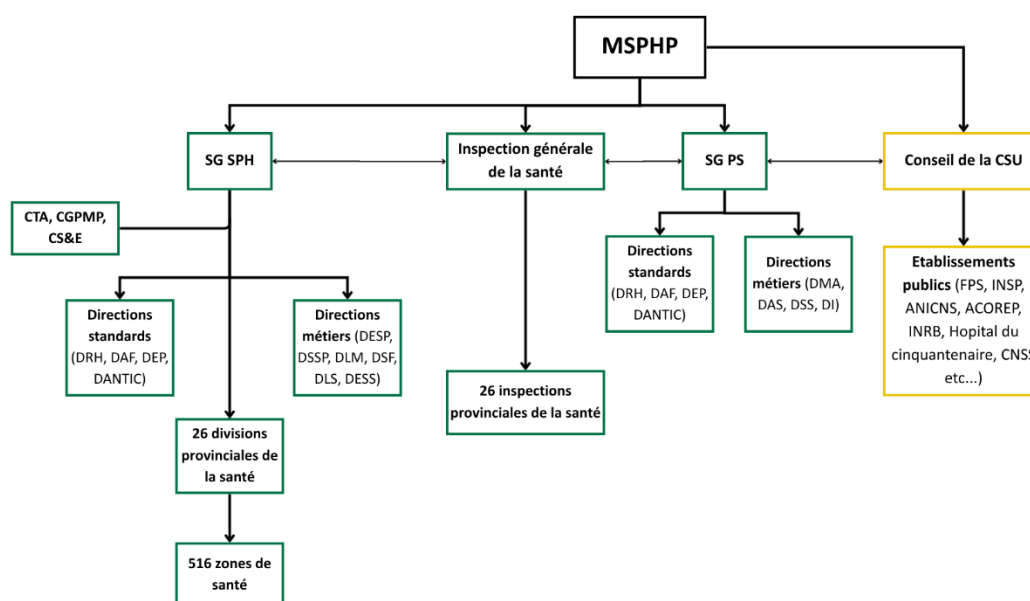 MSPHP
SG SPH
Inspection générale
de la santé
SG PS
Conseil de la CSU
CTA, CGPMP,
CS&E
Directions
standards
(DRH, DAF, DEP,
DANTIC)
Directions
métiers (DESP,
DSSP, DLM, DSF,
DLS, DESS)
Directions
standards
(DRH, DAF, DEP,
DANTIC)
Directions
métiers (DMA,
DAS, DSS, DI)
Etablissements
publics (FPS, INSP,
ANICNS, ACOREP,
INRB, Hopital du
cinquantenaire, CNSS
etc...)
26 inspections
provinciales de la santé
26 divisions
provinciales de
la santé
516 zones de
santé